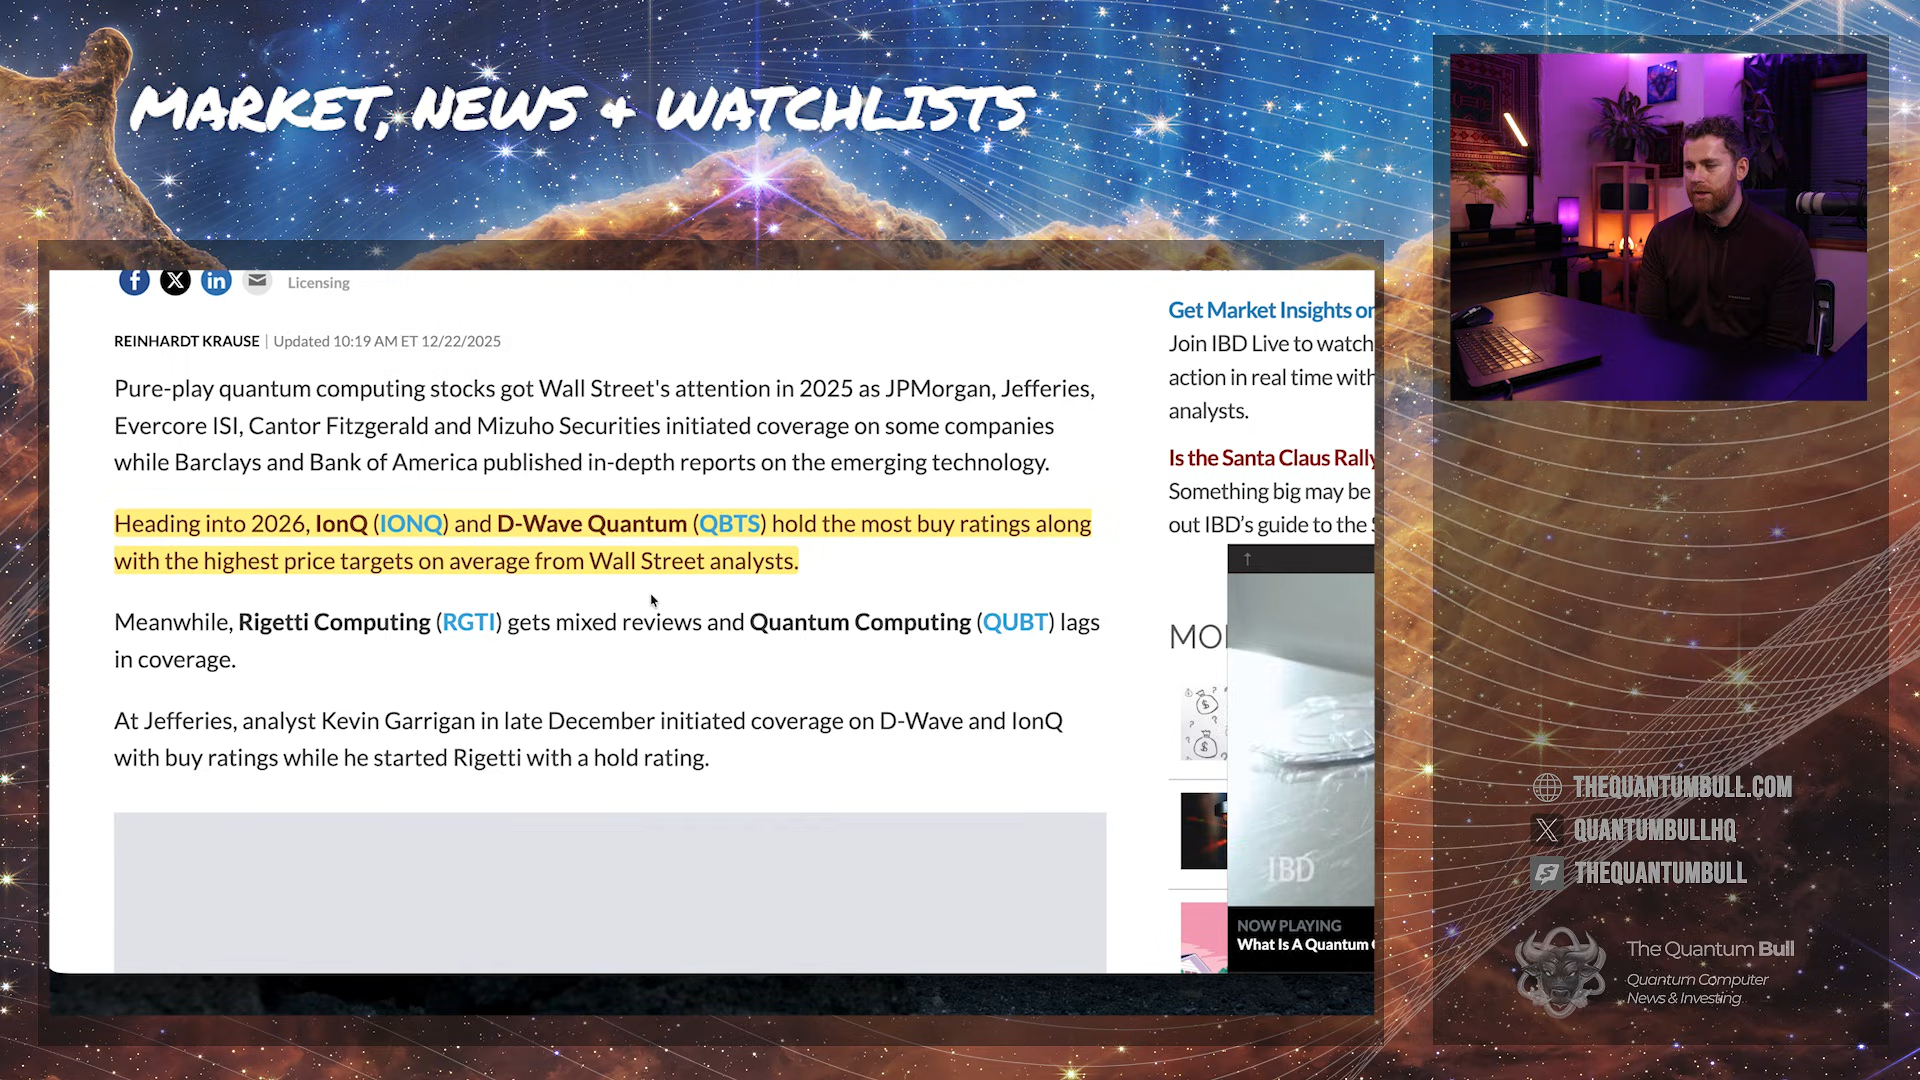 MARKET, NEWS & WATCHLISTS
Licensing
REINHARDT KRAUSE | Updated 10:19 AM ET 12/22/2025
Pure-play quantum computing stocks got Wall Street's attention in 2025 as JPMorgan, Jefferies,
Evercore ISI, Cantor Fitzgerald and Mizuho Securities initiated coverage on some companies
while Barclays and Bank of America published in-depth reports on the emerging technology.
Heading into 2026, IonQ (IONQ) and D-Wave Quantum (QBTS) hold the most buy ratings along
with the highest price targets on average from Wall Street analysts.
Meanwhile, Rigetti Computing (RGTI) gets mixed reviews and Quantum Computing (QUBT) lags
in coverage.
At Jefferies, analyst Kevin Garrigan in late December initiated coverage on D-Wave and IonQ
with buy ratings while he started Rigetti with a hold rating.
Get Market Insights on
Join IBD Live to watch
action in real time with
analysts.
Is the Santa Claus Rally
Something big may be
out IBD's guide to the
IBD
NOW PLAYING
What Is A Quantum
THEQUANTUMBULL.COM
QUANTUMBULLHQ
THEQUANTUMBULL
The Quantum Bull
Quantum Computer
News & Investing